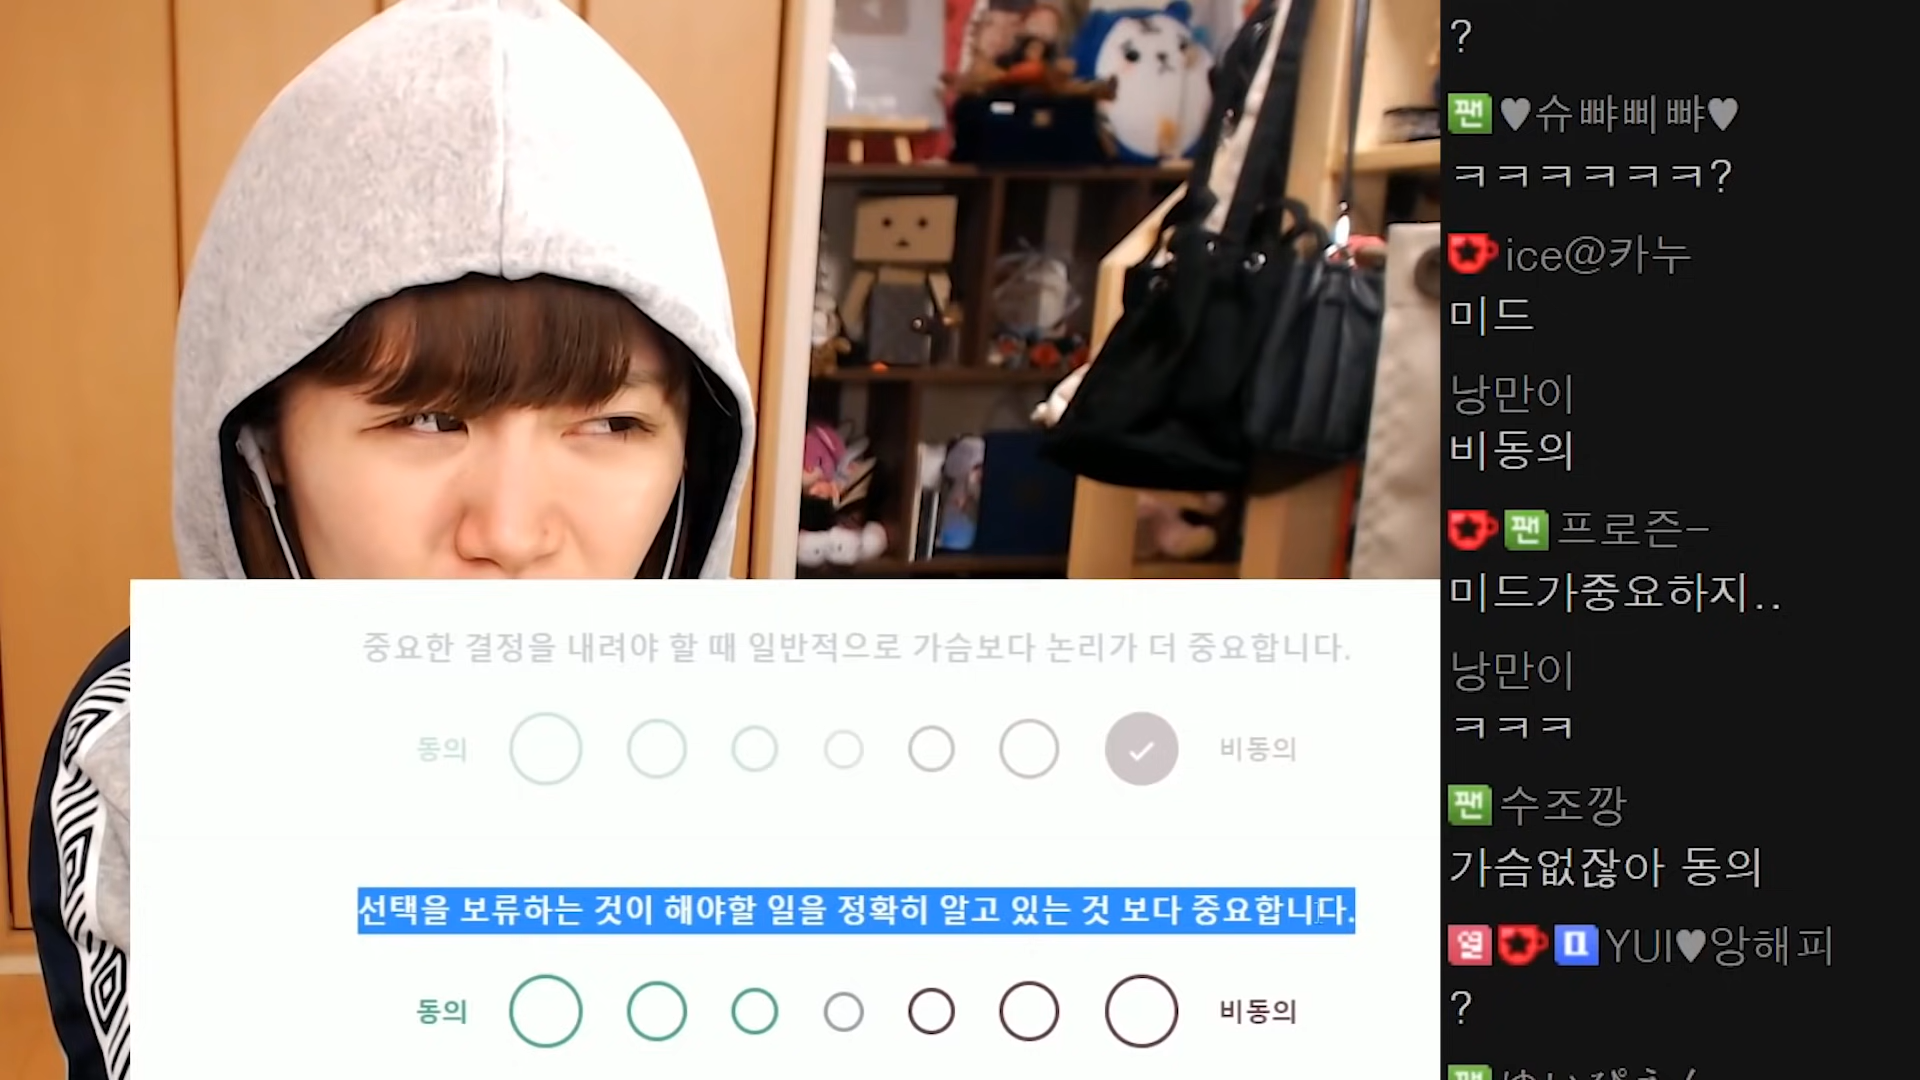 중요한 결정을 내려야 할 때 일반적으로 가슴보다 논리가 더 중요합니다.
동의
비동의
선택을 보류하는 것이 해야할 일을 정확히 알고 있는 것 보다 중요합니다.
동의
비동의
?
팬 ♥슈빠삐빠♥
ㅋㅋㅋㅋㅋㅋ?
ice@카누
미드
낭만이
비동의
팬 프로즌-
미드가중요하지..
낭만이
ㅋㅋㅋ
팬 수조깡
가슴없잖아 동의
열 YUI♥앙해피
?